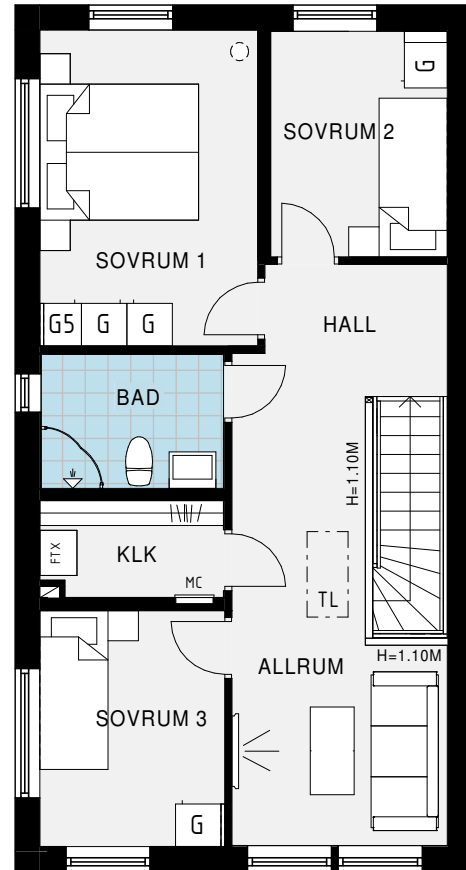 G
SOVRUM 2
SOVRUM 1
G5 G G
HALL
BAD
H=1.10M
FTX
KLK
MC
TL
H=1.10M
ALLRUM
SOVRUM 3
G